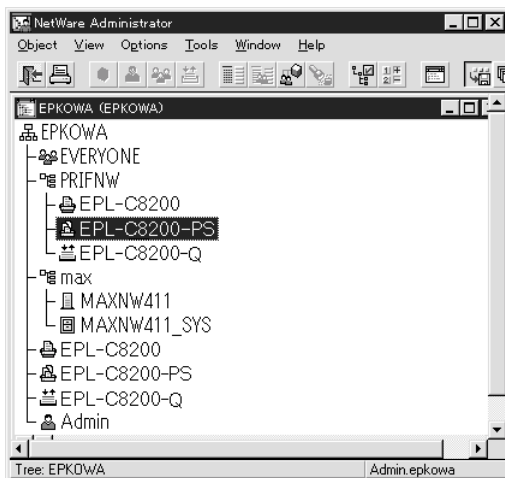 NetWare Administrator
Object View Options Tools Window Help
EPKOWA (EPKOWA)
EPKOWA
EVERYONE
PRIFNW
EPL-C8200
EPL-C8200-PS
EPL-C8200-Q
max
MAXNW411
MAXNW411_SYS
EPL-C8200
EPL-C8200-PS
EPL-C8200-Q
Admin
Tree: EPKOWA Admin.epkowa